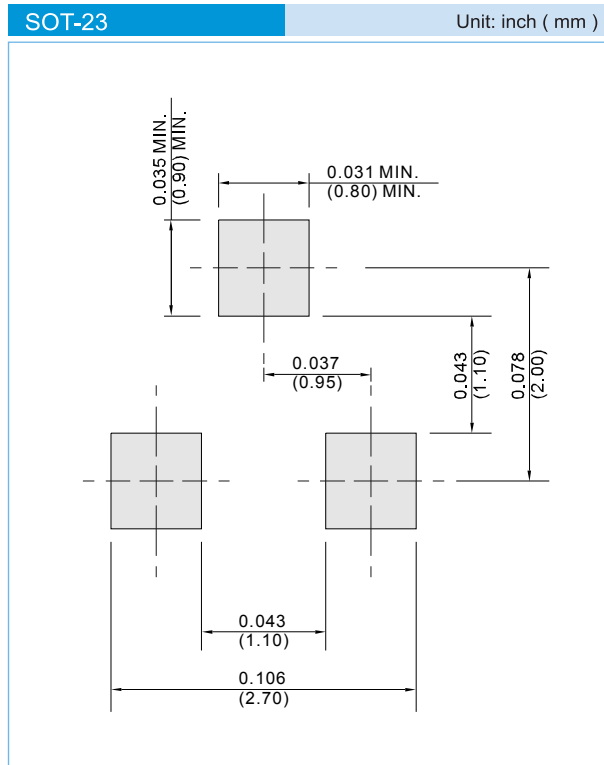 SOT-23
Unit: inch ( mm )
0.035 MIN.
(0.90) MIN.
0.031 MIN.
(0.80) MIN.
0.037
(0.95)
0.043
(1.10)
0.078
(2.00)
0.043
(1.10)
0.106
(2.70)